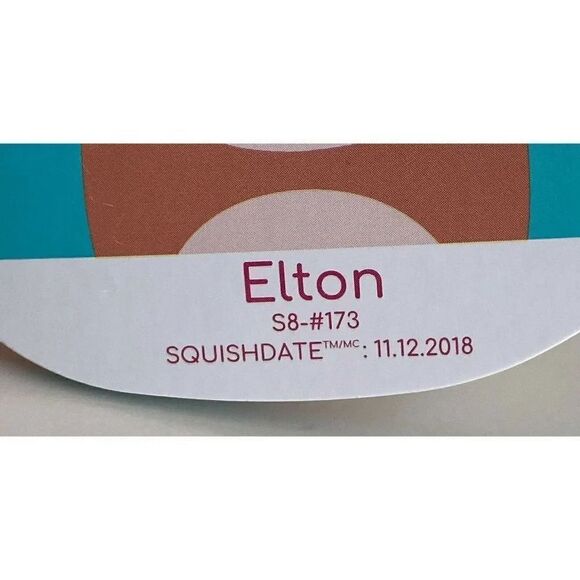 Elton
S8-#173
SQUISHDATE™/MC: 11.12.2018